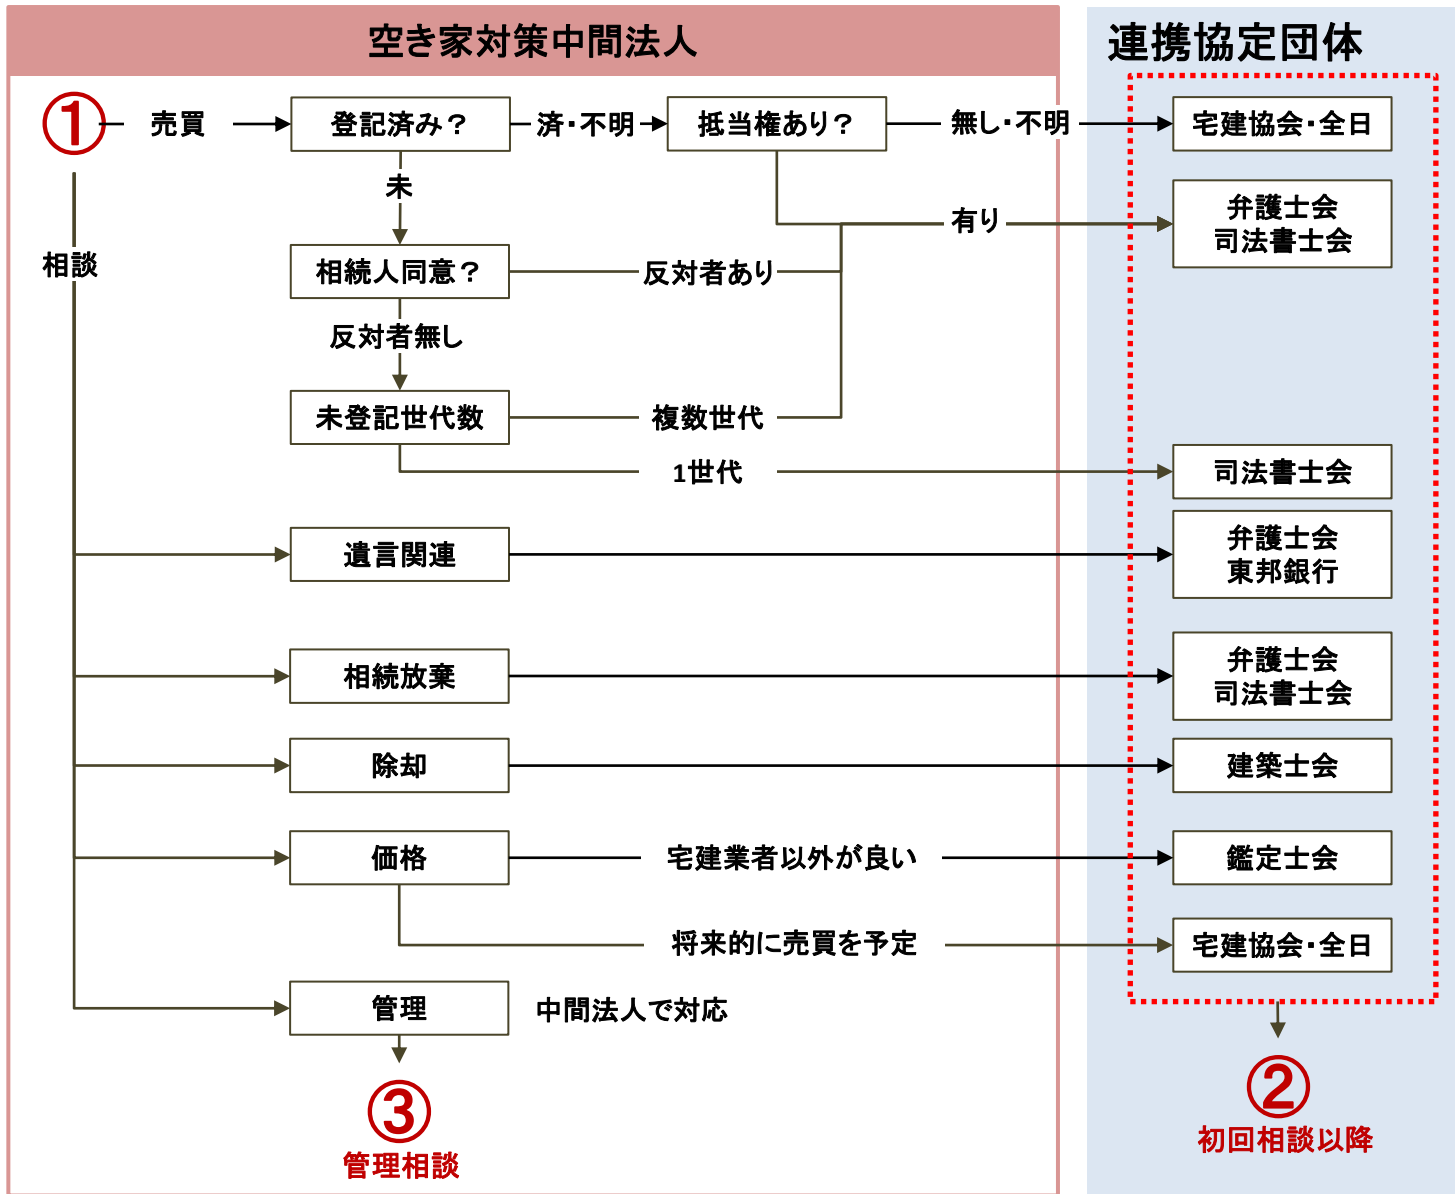 空き家対策中間法人
連携協定団体
①
売買
登記済み？
済・不明
抵当権あり？
無し・不明
宅建協会・全日
未
有り
弁護士会
司法書士会
相談
相続人同意？
反対者あり
反対者無し
未登記世代数
複数世代
1世代
司法書士会
遺言関連
弁護士会
東邦銀行
相続放棄
弁護士会
司法書士会
除却
建築士会
価格
宅建業者以外が良い
鑑定士会
将来的に売買を予定
宅建協会・全日
管理
中間法人で対応
③
管理相談
②
初回相談以降